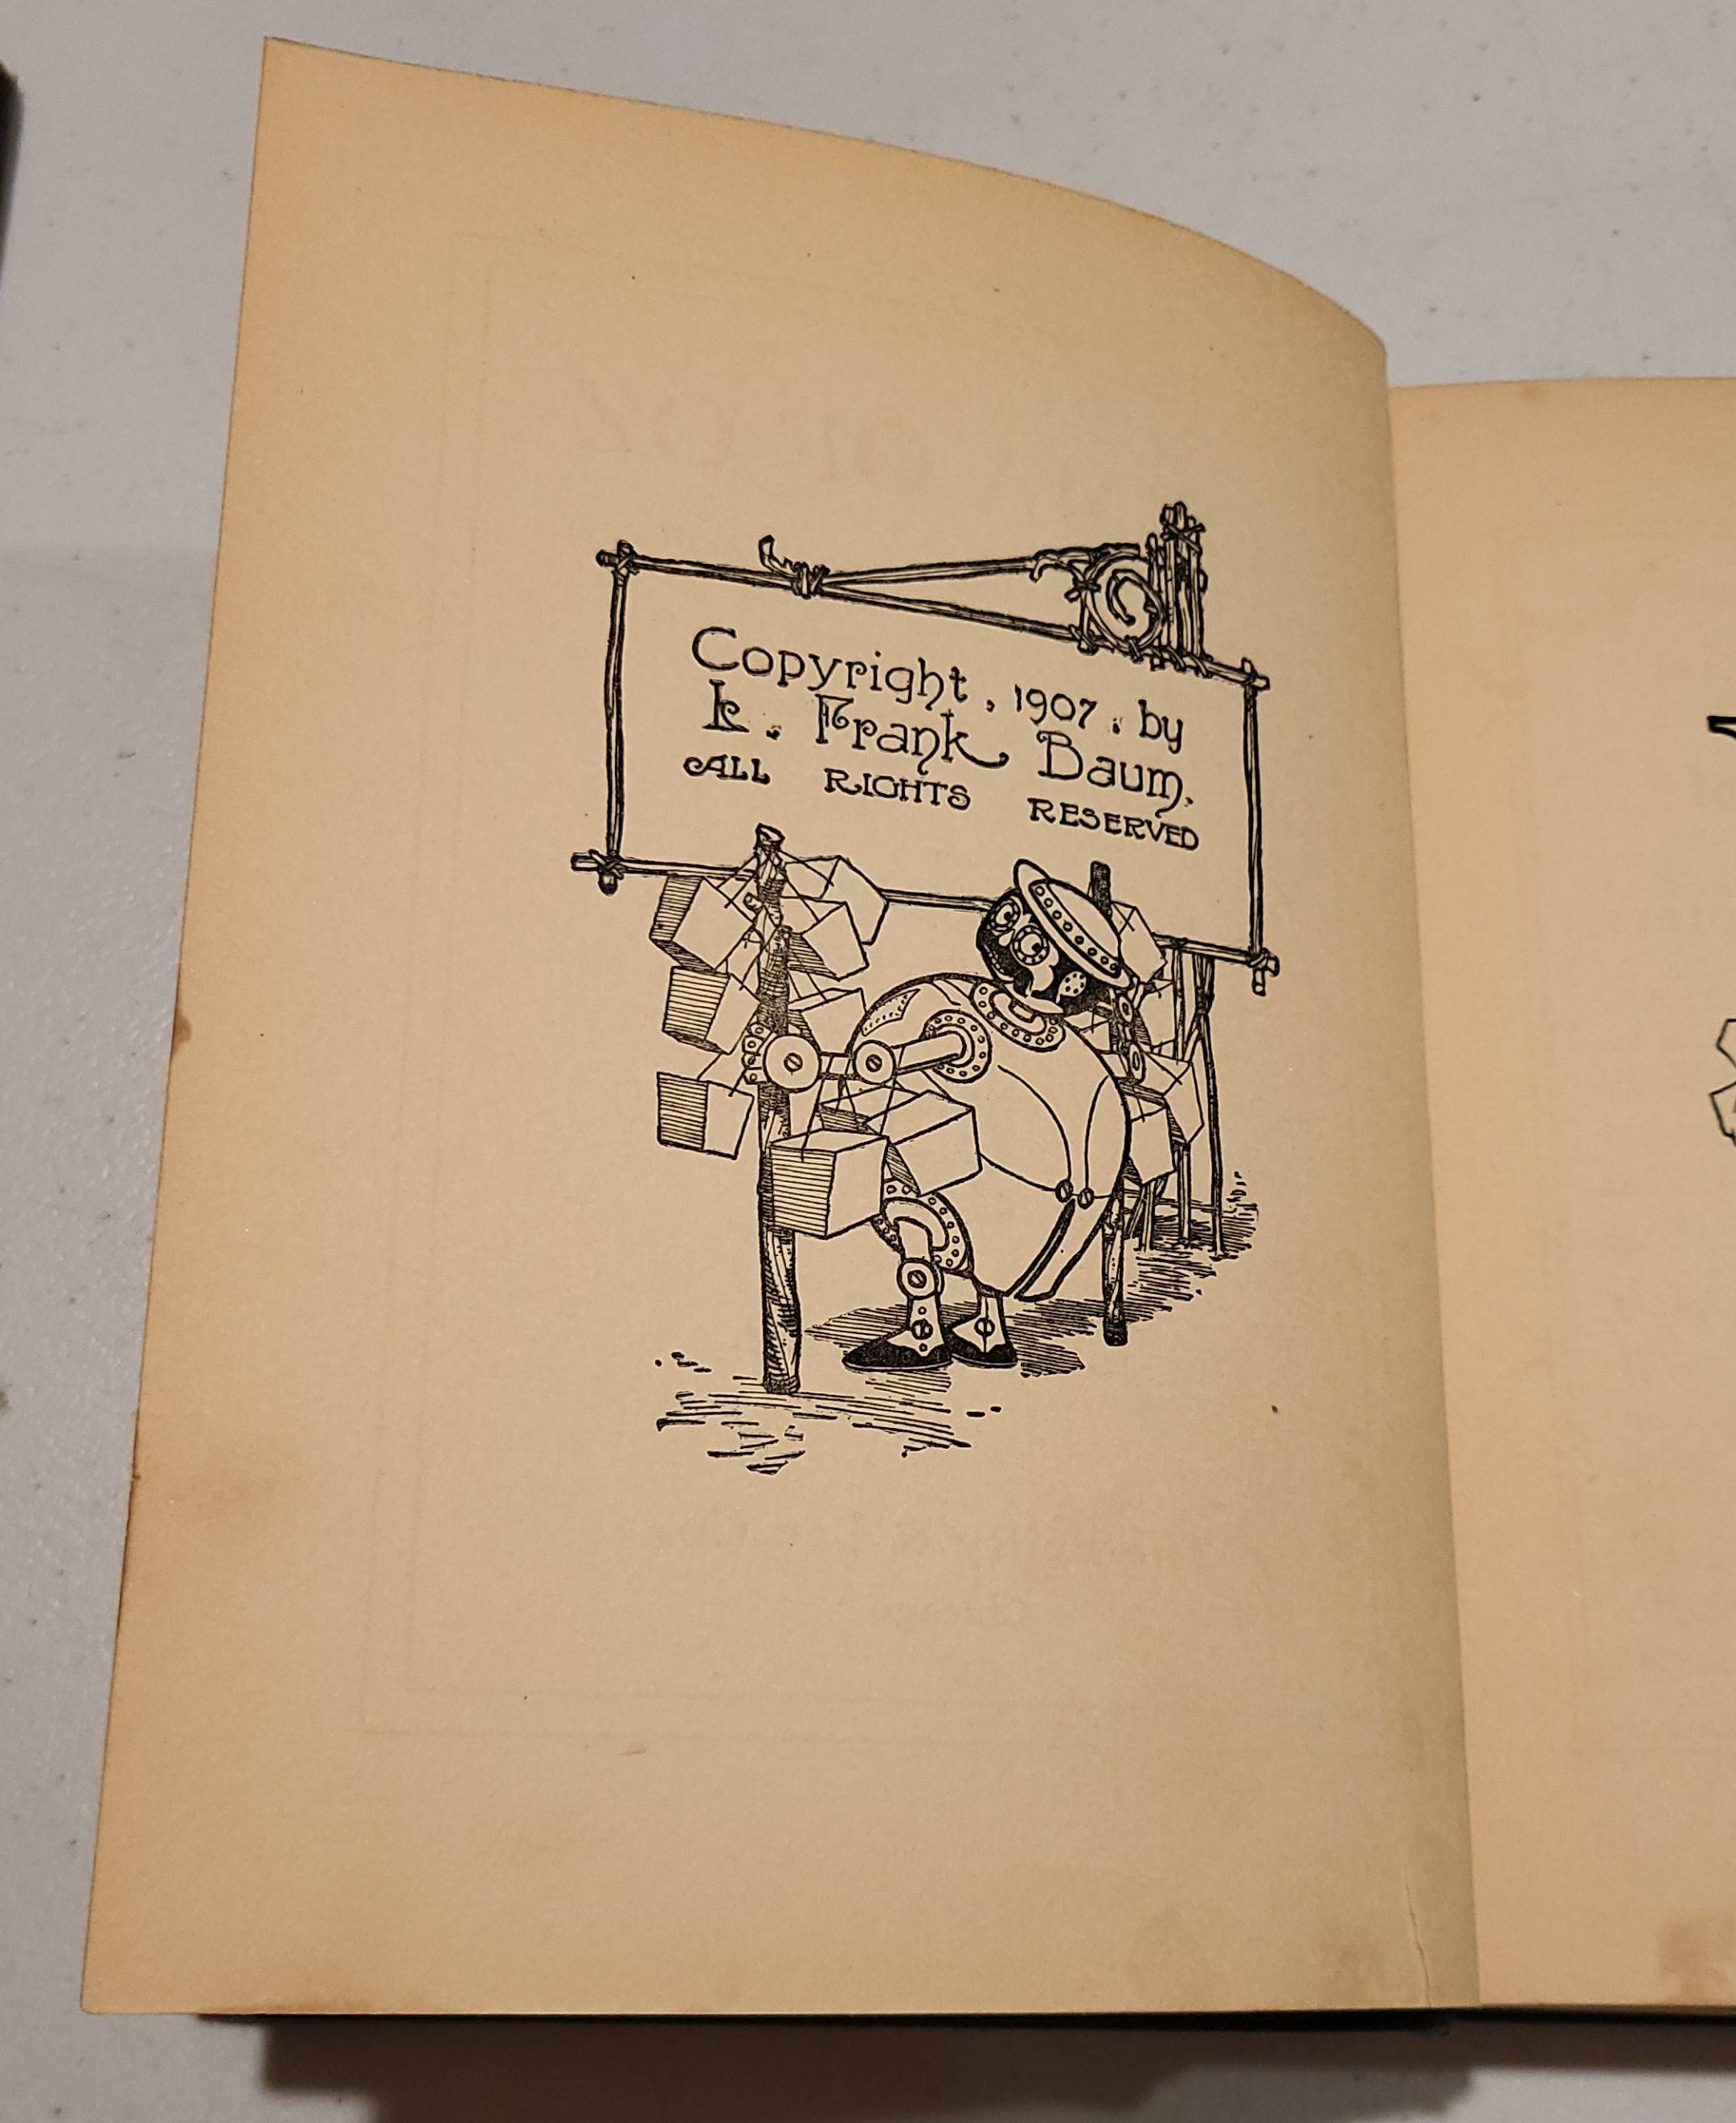 Copyright, 1907, by
L. Frank Baum.
ALL RIGHTS RESERVED